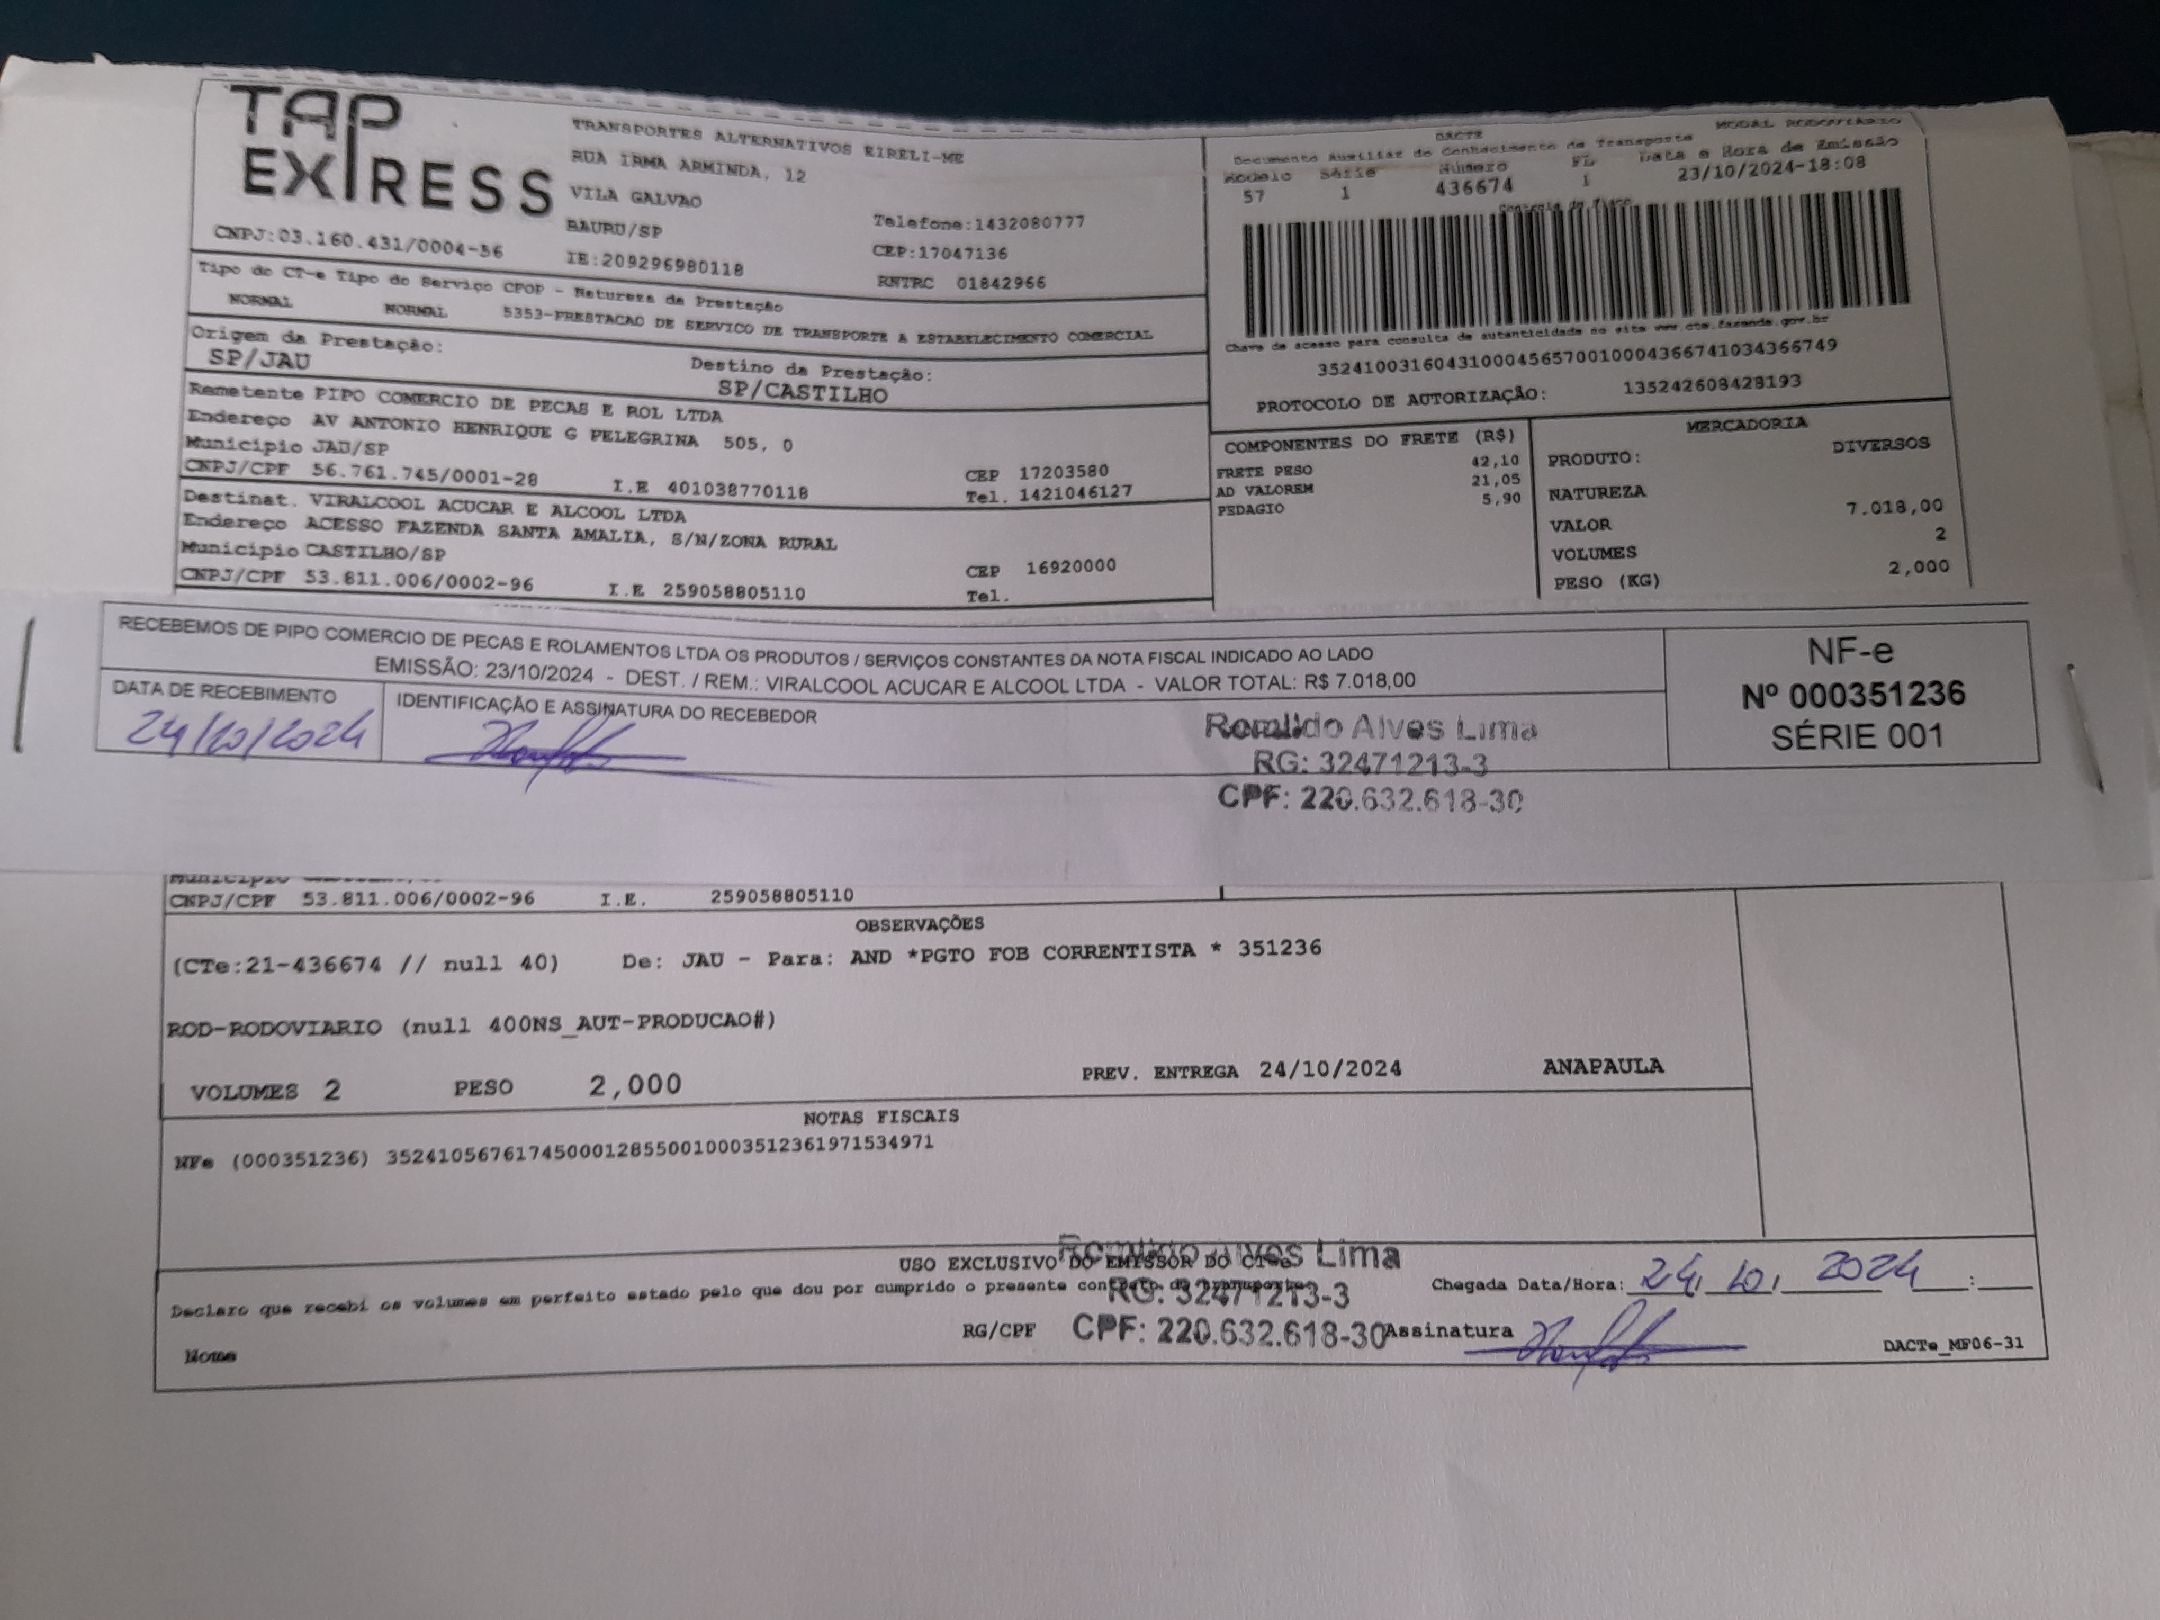 TAP EXPRESS
TRANSPORTES ALTERNATIVOS EIRELI-ME
RUA IRMA ARMINDA, 12
VILA GALVAO
BAURU/SP
Telefone:1432080777
CNPJ:03.160.431/0004-56
IE:209296980118
CEP:17047136
RNTRC 01842966
Tipo do CT-e Tipo do Serviço CFOP - Natureza da Prestação
NORMAL NORMAL 5353-PRESTACAO DE SERVICO DE TRANSPORTE A ESTABELECIMENTO COMERCIAL
Origem da Prestação:
SP/JAU
Destino da Prestação:
SP/CASTILHO
Remetente PIPO COMERCIO DE PECAS E ROL LTDA
Endereço AV ANTONIO HENRIQUE G PELEGRINA 505, 0
Municipio JAU/SP
CEP 17203580
CNPJ/CPF 56.761.745/0001-28 I.E 401038770118 Tel. 1421046127
Destinat. VIRALCOOL ACUCAR E ALCOOL LTDA
Endereço ACESSO FAZENDA SANTA AMALIA, S/N/ZONA RURAL
Municipio CASTILHO/SP
CEP 16920000
CNPJ/CPF 53.811.006/0002-96 I.E 259058805110 Tel.
DACTE MODAL RODOVIARIO
Documento Auxiliar do Conhecimento de Transporte
Modelo Série Número FL Data e Hora de Emissão
57 1 436674 1 23/10/2024-18:08
Controle do Fisco
Chave de acesso para consulta de autenticidade no site www.cte.fazenda.gov.br
35241003160431000456570010004366741034366749
PROTOCOLO DE AUTORIZAÇÃO: 135242608428193
COMPONENTES DO FRETE (R$)
FRETE PESO 42,10
AD VALOREM 21,05
PEDAGIO 5,90
MERCADORIA
PRODUTO: DIVERSOS
NATUREZA
VALOR 7.018,00
VOLUMES 2
PESO (KG) 2,000
RECEBEMOS DE PIPO COMERCIO DE PECAS E ROLAMENTOS LTDA OS PRODUTOS / SERVIÇOS CONSTANTES DA NOTA FISCAL INDICADO AO LADO
EMISSÃO: 23/10/2024 - DEST. / REM.: VIRALCOOL ACUCAR E ALCOOL LTDA - VALOR TOTAL: R$ 7.018,00
DATA DE RECEBIMENTO
24/10/2024
IDENTIFICAÇÃO E ASSINATURA DO RECEBEDOR
Romildo Alves Lima
RG: 32471213-3
CPF: 220.632.618-30
NF-e
Nº 000351236
SÉRIE 001
Municipio
CNPJ/CPF 53.811.006/0002-96 I.E. 259058805110
OBSERVAÇÕES
(CTe:21-436674 // null 40) De: JAU - Para: AND *PGTO FOB CORRENTISTA * 351236
ROD-RODOVIARIO (null 400NS_AUT-PRODUCAO#)
VOLUMES 2 PESO 2,000 PREV. ENTREGA 24/10/2024 ANAPAULA
NOTAS FISCAIS
NFe (000351236) 35241056761745000128550010003512361971534971
USO EXCLUSIVO DO EMISSOR DO CT-e
Declaro que recebi os volumes em perfeito estado pelo que dou por cumprido o presente contrato de transporte
Romildo Alves Lima
RG: 32471213-3
CPF: 220.632.618-30
Chegada Data/Hora: 24, 10, 2024 :
Nome RG/CPF Assinatura
DACTe_MF06-31